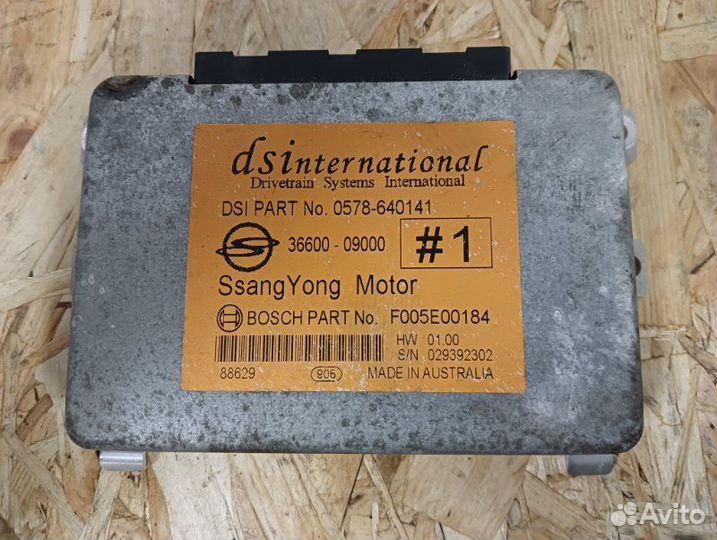 dsinternational
Drivetrain Systems International
DSI PART No. 0578-640141
36600 - 09000 #1
SsangYong Motor
BOSCH PART No. F005E00184
HW 01.00
S/N 029392302
88629 906 MADE IN AUSTRALIA
Avito